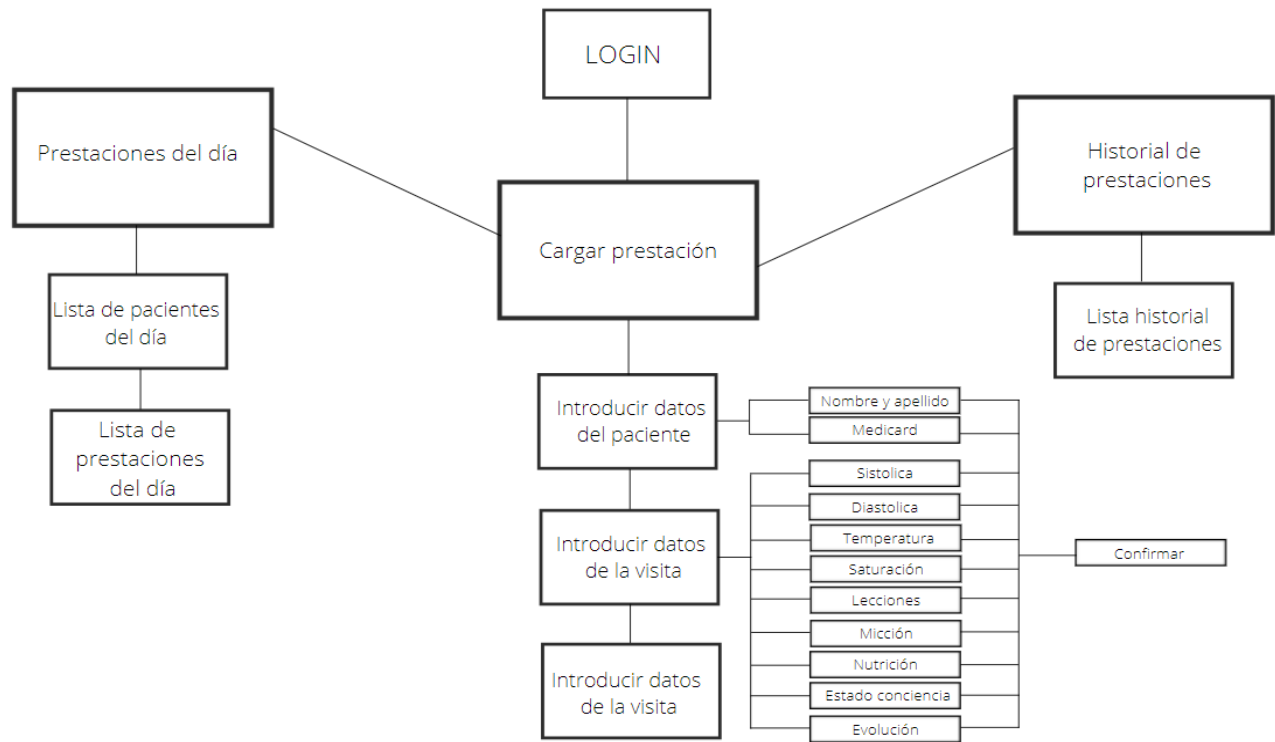 LOGIN
Prestaciones del día
Historial de
prestaciones
Cargar prestación
Lista de pacientes
del día
Lista historial
de prestaciones
Lista de
prestaciones
del día
Introducir datos
del paciente
Nombre y apellido
Medicard
Introducir datos
de la visita
Sistolica
Diastolica
Temperatura
Saturación
Lecciones
Micción
Nutrición
Estado conciencia
Evolución
Confirmar
Introducir datos
de la visita